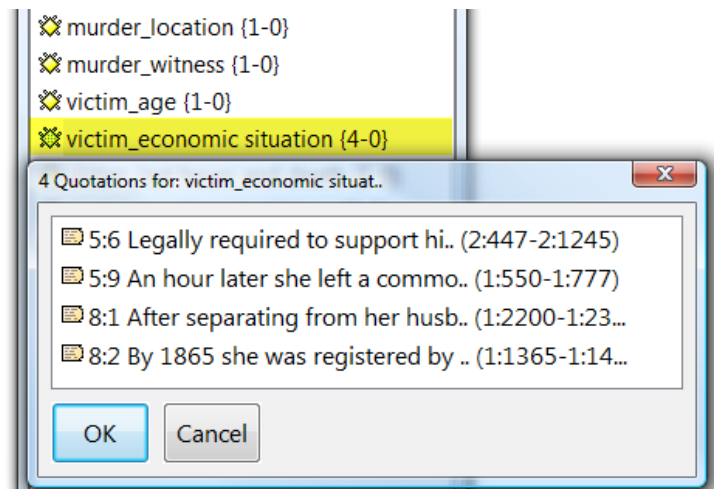 murder_location {1-0}
murder_witness {1-0}
victim_age {1-0}
victim_economic situation {4-0}
4 Quotations for: victim_economic situat..
X
5:6 Legally required to support hi.. (2:447-2:1245)
5:9 An hour later she left a commo.. (1:550-1:777)
8:1 After separating from her husb.. (1:2200-1:23...
8:2 By 1865 she was registered by .. (1:1365-1:14...
OK Cancel